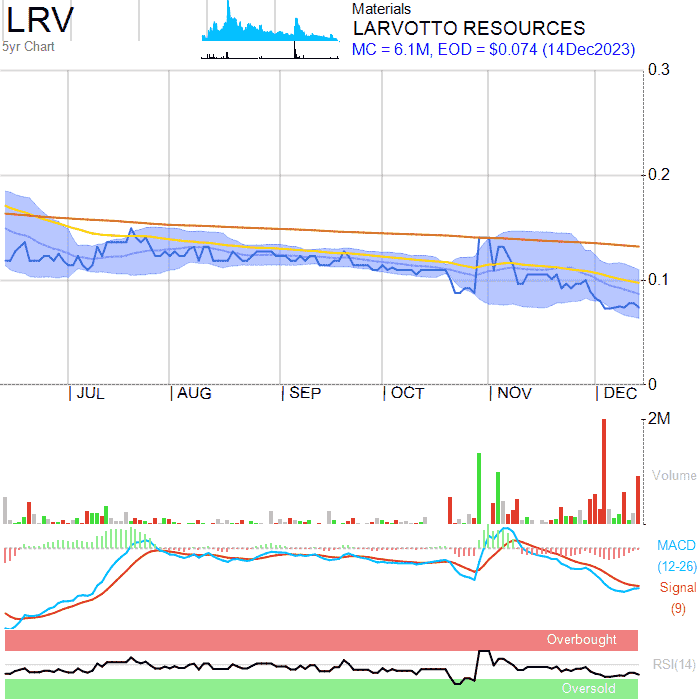 LRV
5yr Chart
Materials
LARVOTTO RESOURCES
MC = 6.1M, EOD = $0.074 (14Dec2023)
0.3
0.2
0.1
0
| JUL | AUG | SEP | OCT | NOV | DEC
2M
Volume
MACD
(12-26)
Signal
(9)
Overbought
RSI(14)
Oversold